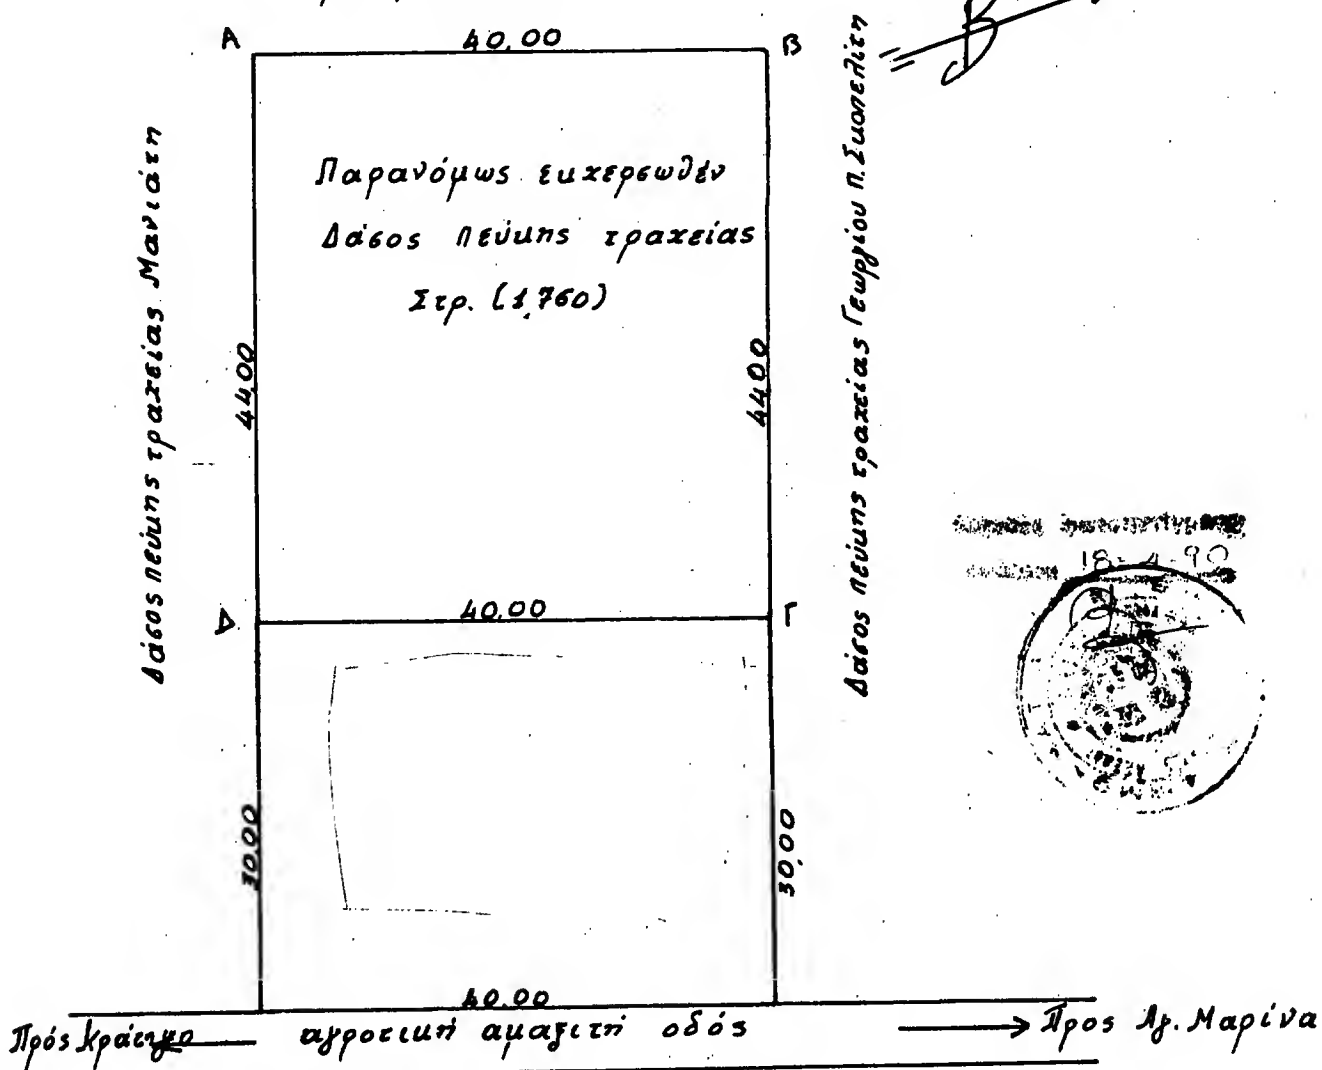 Α 40.00 Β
Παρανόμως εκχερσωθέν
Δάσος πεύκης τραχείας
Στρ. (1,760)
Δάσος πεύκης τραχείας Μανιάτη
44,00
44,00
Δάσος πεύκης τραχείας Γεωργίου Π. Σκοπελίτη
18-4-90
Δ 40.00 Γ
30,00
30,00
40.00
Πρός Κράτηγο αγροτική αμαξιτή οδός Προς Αγ. Μαρίνα